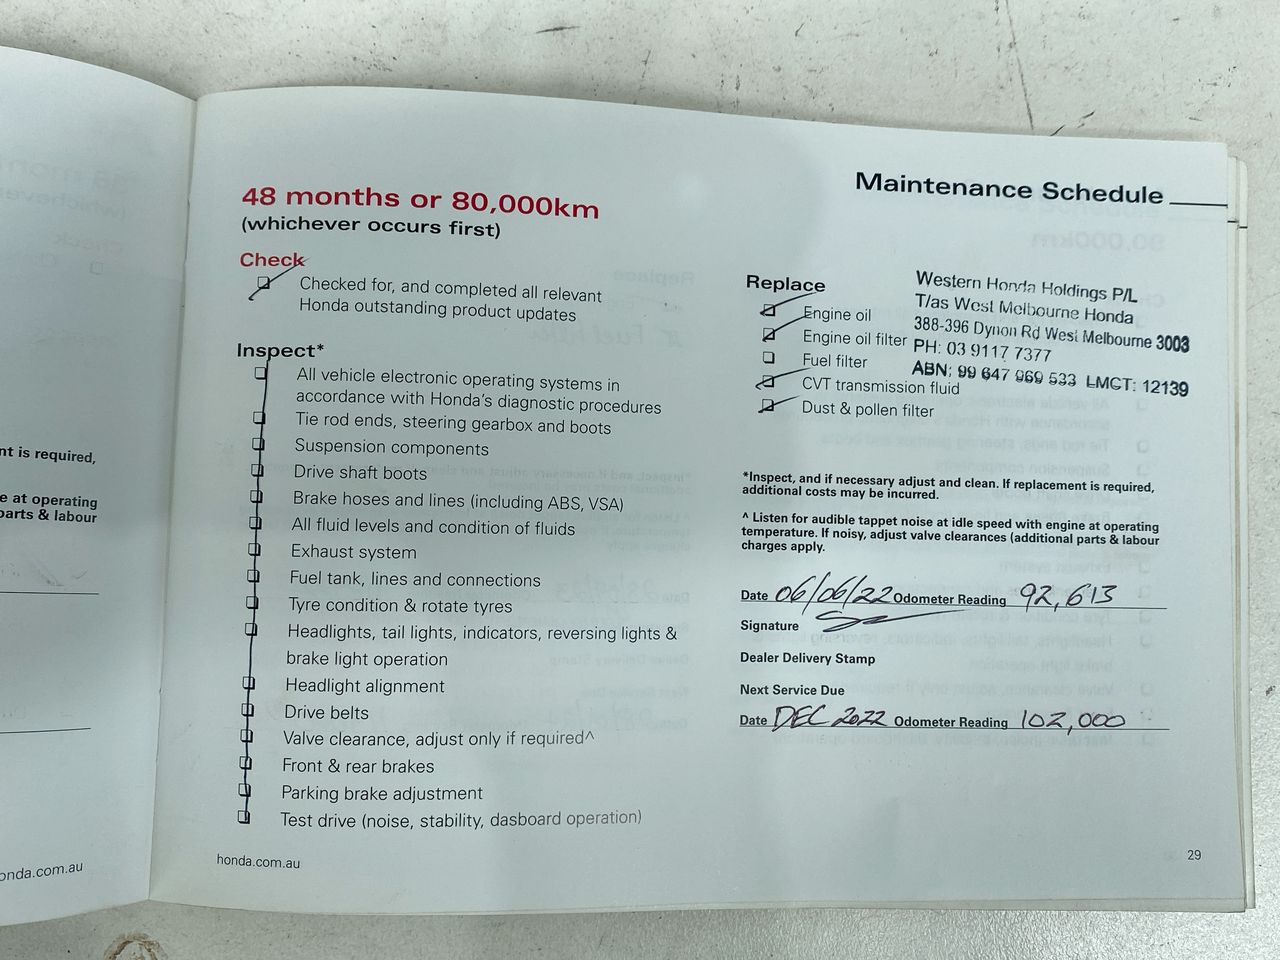 nt is required,
e at operating
parts & labour
onda.com.au
Maintenance Schedule
48 months or 80,000km
(whichever occurs first)
Check
Checked for, and completed all relevant
Honda outstanding product updates
Inspect*
All vehicle electronic operating systems in
accordance with Honda's diagnostic procedures
Tie rod ends, steering gearbox and boots
Suspension components
Drive shaft boots
Brake hoses and lines (including ABS, VSA)
All fluid levels and condition of fluids
Exhaust system
Fuel tank, lines and connections
Tyre condition & rotate tyres
Headlights, tail lights, indicators, reversing lights &
brake light operation
Headlight alignment
Drive belts
Valve clearance, adjust only if required^
Front & rear brakes
Parking brake adjustment
Test drive (noise, stability, dasboard operation)
honda.com.au
Replace
Engine oil
Engine oil filter
Fuel filter
CVT transmission fluid
Dust & pollen filter
Western Honda Holdings P/L
T/as West Melbourne Honda
388-396 Dynon Rd West Melbourne 3003
PH: 03 9117 7377
ABN: 99 647 969 533 LMCT: 12139
*Inspect, and if necessary adjust and clean. If replacement is required,
additional costs may be incurred.
^ Listen for audible tappet noise at idle speed with engine at operating
temperature. If noisy, adjust valve clearances (additional parts & labour
charges apply.
Date 06/06/22 Odometer Reading 92,613
Signature
Dealer Delivery Stamp
Next Service Due
Date DEC 2022 Odometer Reading 102,000
29